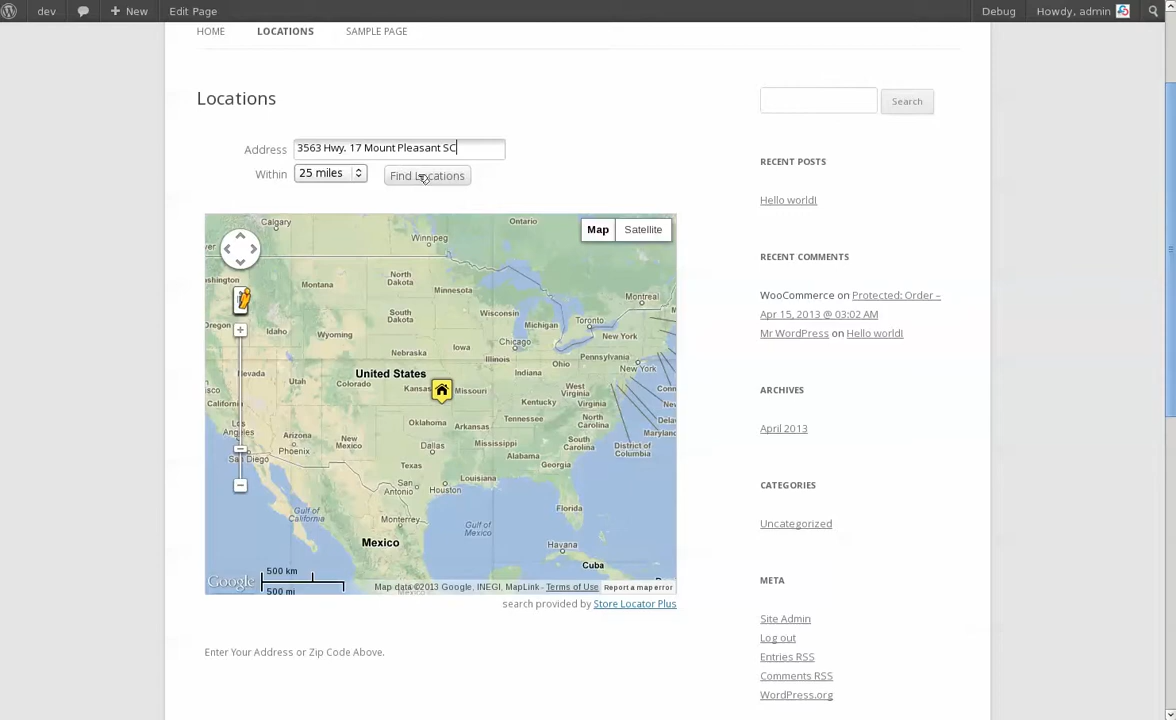 dev
New
Edit Page
Debug
Howdy, admin
HOME
LOCATIONS
SAMPLE PAGE
Locations
Address
3563 Hwy. 17 Mount Pleasant SC
Within
25 miles
Find Locations
Map
Satellite
Calgary
Ontario
Winnipeg
Montana
North
Dakota
Minnesota
Montreal
Oregon
Idaho
Wyoming
South
Dakota
Wisconsin
Michigan
Toronto
New York
Chicago
Nebraska
Iowa
Illinois
Pennsylvania
Indiana
Ohio
New York
Nevada
Utah
United States
Colorado
Kansas
Missouri
West
Virginia
Virginia
Kentucky
California
Los
Angeles
San Diego
Arizona
Phoenix
New
Mexico
Oklahoma
Arkansas
Tennessee
North
Carolina
Maryland
Dallas
Mississippi
South
Carolina
Alabama
District of
Columbia
Texas
Georgia
Louisiana
San
Antonio
Houston
Gulf of
California
Florida
Monterrey
Gulf of
Mexico
Mexico
Havana
Cuba
Google
500 km
500 mi
Map data ©2013 Google, INEGI, MapLink - Terms of Use
Report a map error
search provided by Store Locator Plus
Enter Your Address or Zip Code Above.
Search
RECENT POSTS
Hello world!
RECENT COMMENTS
WooCommerce on Protected: Order –
Apr 15, 2013 @ 03:02 AM
Mr WordPress on Hello world!
ARCHIVES
April 2013
CATEGORIES
Uncategorized
META
Site Admin
Log out
Entries RSS
Comments RSS
WordPress.org